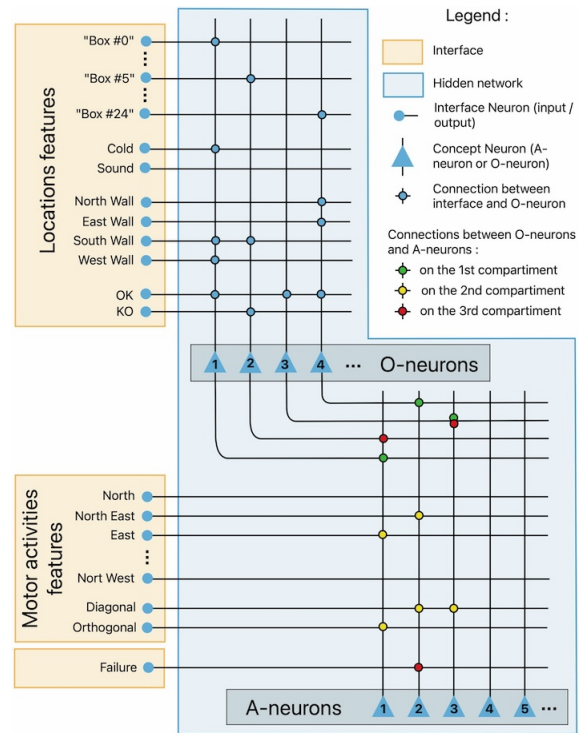 Legend :
Interface
Hidden network
Interface Neuron (input /
output)
Concept Neuron (A-
neuron or O-neuron)
Connection between
interface and O-neuron
Connections between O-neurons
and A-neurons :
on the 1st compartment
on the 2nd compartment
on the 3rd compartment
Locations features
"Box #0"
"Box #5"
"Box #24"
Cold
Sound
North Wall
East Wall
South Wall
West Wall
OK
KO
1 2 3 4 ... O-neurons
Motor activities
features
North
North East
East
Nort West
Diagonal
Orthogonal
Failure
A-neurons 1 2 3 4 5 ...